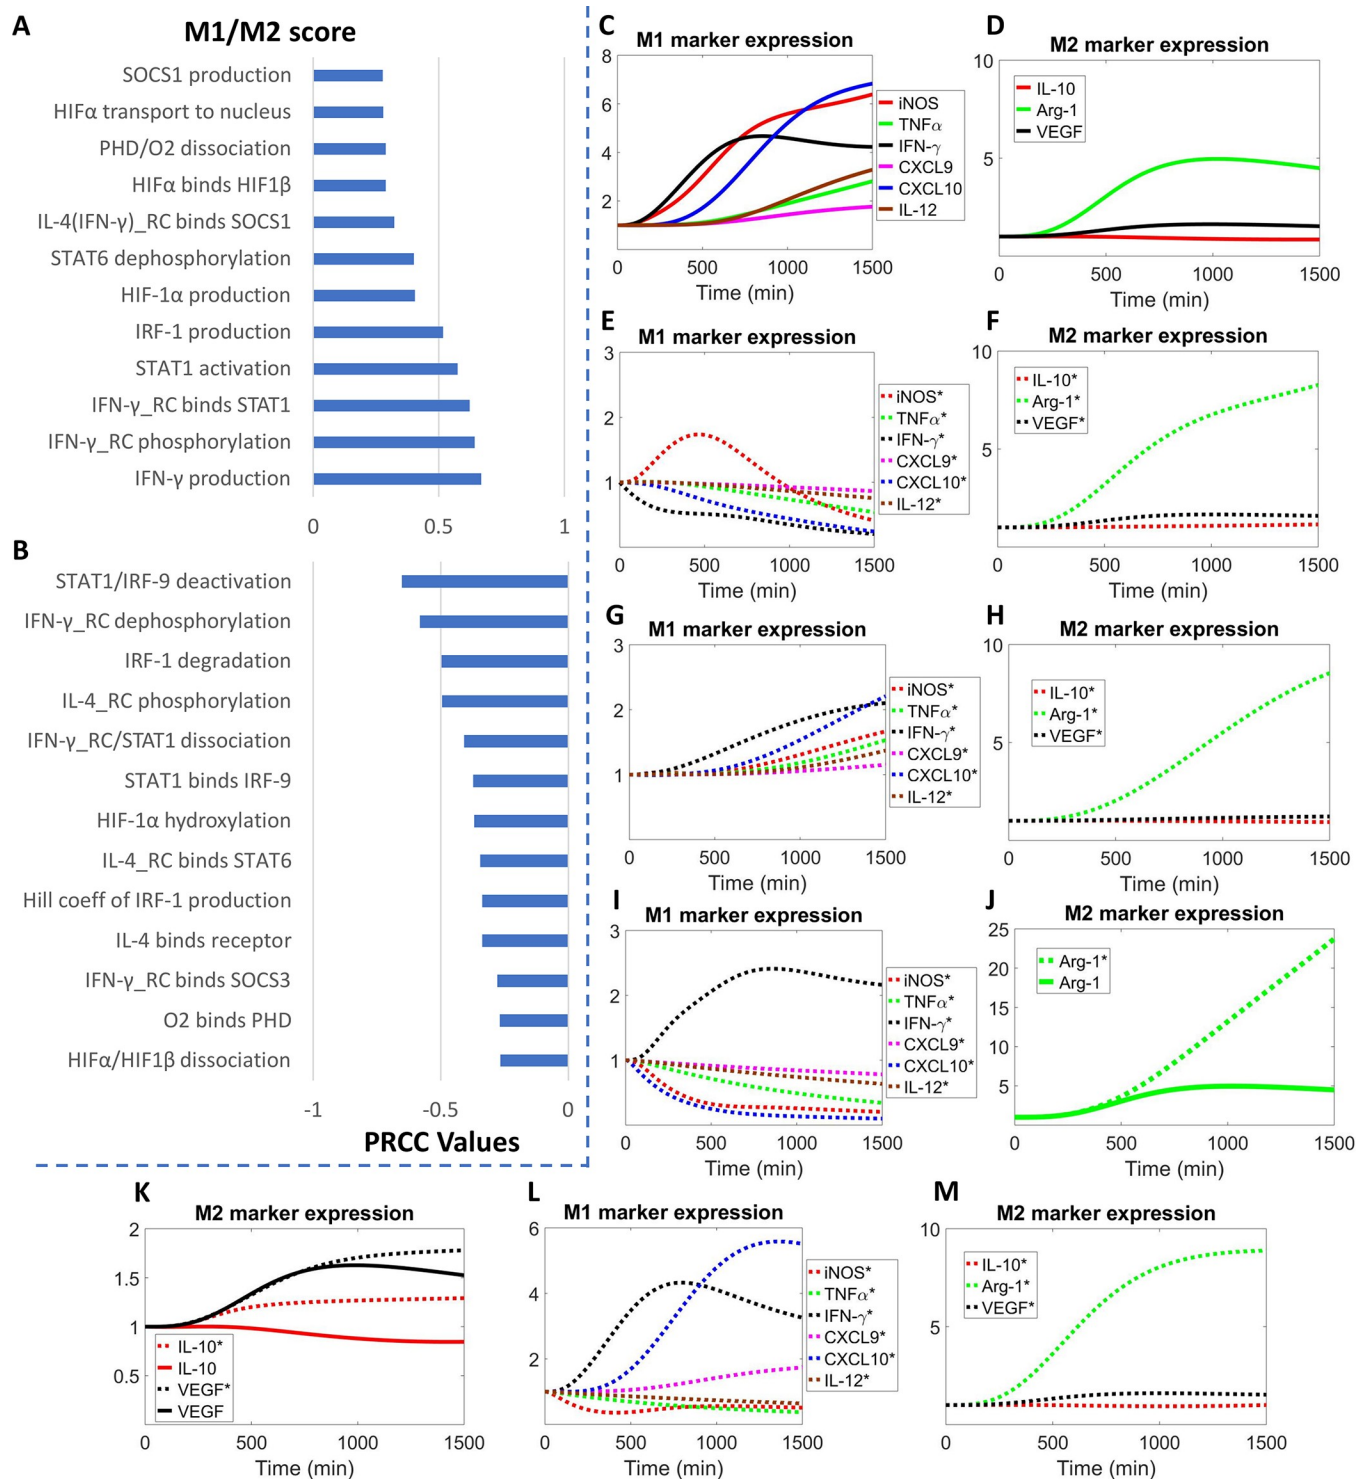 A
M1/M2 score
SOCS1 production
HIFα transport to nucleus
PHD/O2 dissociation
HIFα binds HIF1β
IL-4(IFN-γ)_RC binds SOCS1
STAT6 dephosphorylation
HIF-1α production
IRF-1 production
STAT1 activation
IFN-γ_RC binds STAT1
IFN-γ_RC phosphorylation
IFN-γ production
0 0.5 1
B
STAT1/IRF-9 deactivation
IFN-γ_RC dephosphorylation
IRF-1 degradation
IL-4_RC phosphorylation
IFN-γ_RC/STAT1 dissociation
STAT1 binds IRF-9
HIF-1α hydroxylation
IL-4_RC binds STAT6
Hill coeff of IRF-1 production
IL-4 binds receptor
IFN-γ_RC binds SOCS3
O2 binds PHD
HIFα/HIF1β dissociation
-1 -0.5 0
PRCC Values
C
M1 marker expression
8
6
4
2
0 500 1000 1500
Time (min)
iNOS
TNFα
IFN-γ
CXCL9
CXCL10
IL-12
D
M2 marker expression
10
5
0 500 1000 1500
Time (min)
IL-10
Arg-1
VEGF
E
M1 marker expression
3
2
1
0 500 1000 1500
Time (min)
iNOS*
TNFα*
IFN-γ*
CXCL9*
CXCL10*
IL-12*
F
M2 marker expression
10
5
0 500 1000 1500
Time (min)
IL-10*
Arg-1*
VEGF*
G
M1 marker expression
3
2
1
0 500 1000 1500
Time (min)
iNOS*
TNFα*
IFN-γ*
CXCL9*
CXCL10*
IL-12*
H
M2 marker expression
10
5
0 500 1000 1500
Time (min)
IL-10*
Arg-1*
VEGF*
I
M1 marker expression
3
2
1
0 500 1000 1500
Time (min)
iNOS*
TNFα*
IFN-γ*
CXCL9*
CXCL10*
IL-12*
J
M2 marker expression
25
20
15
10
5
0 500 1000 1500
Time (min)
Arg-1*
Arg-1
K
M2 marker expression
2
1.5
1
0.5
0 500 1000 1500
Time (min)
IL-10*
IL-10
VEGF*
VEGF
L
M1 marker expression
6
4
2
0 500 1000 1500
Time (min)
iNOS*
TNFα*
IFN-γ*
CXCL9*
CXCL10*
IL-12*
M
M2 marker expression
10
5
0 500 1000 1500
Time (min)
IL-10*
Arg-1*
VEGF*